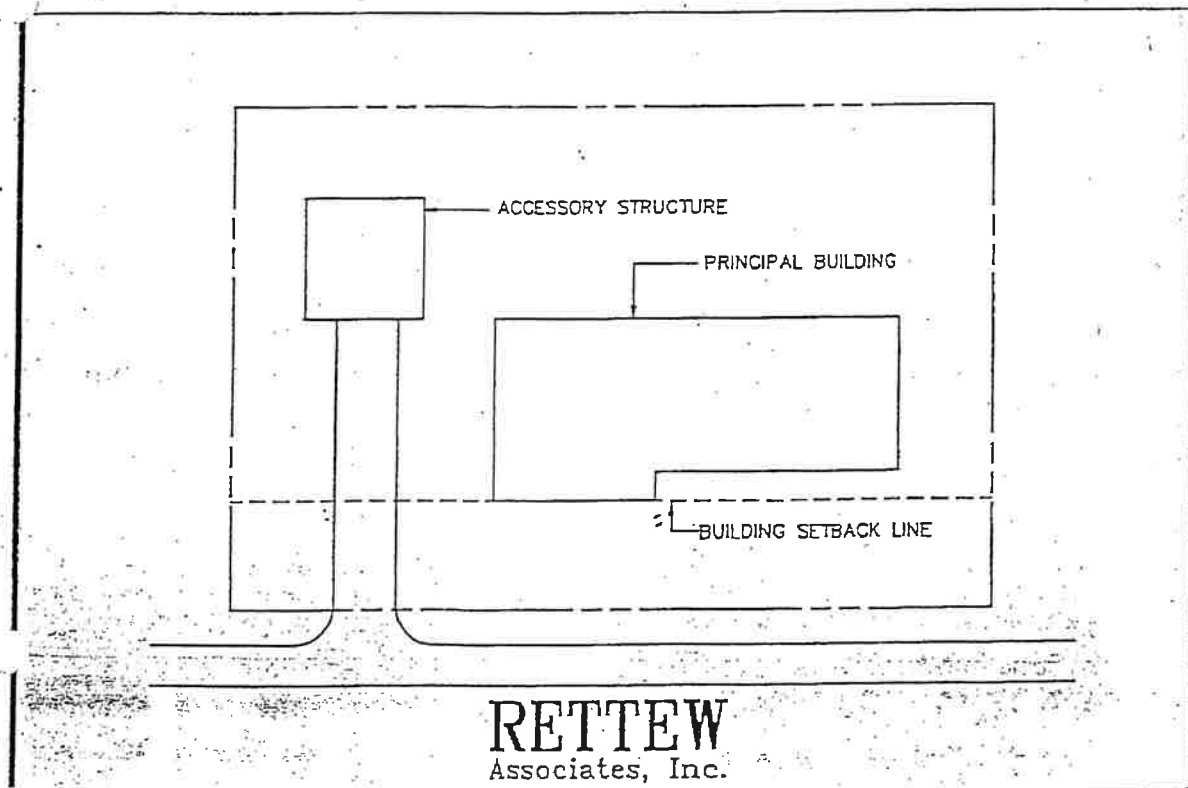 ACCESSORY STRUCTURE
PRINCIPAL BUILDING
BUILDING SETBACK LINE
RETTEW
Associates, Inc.